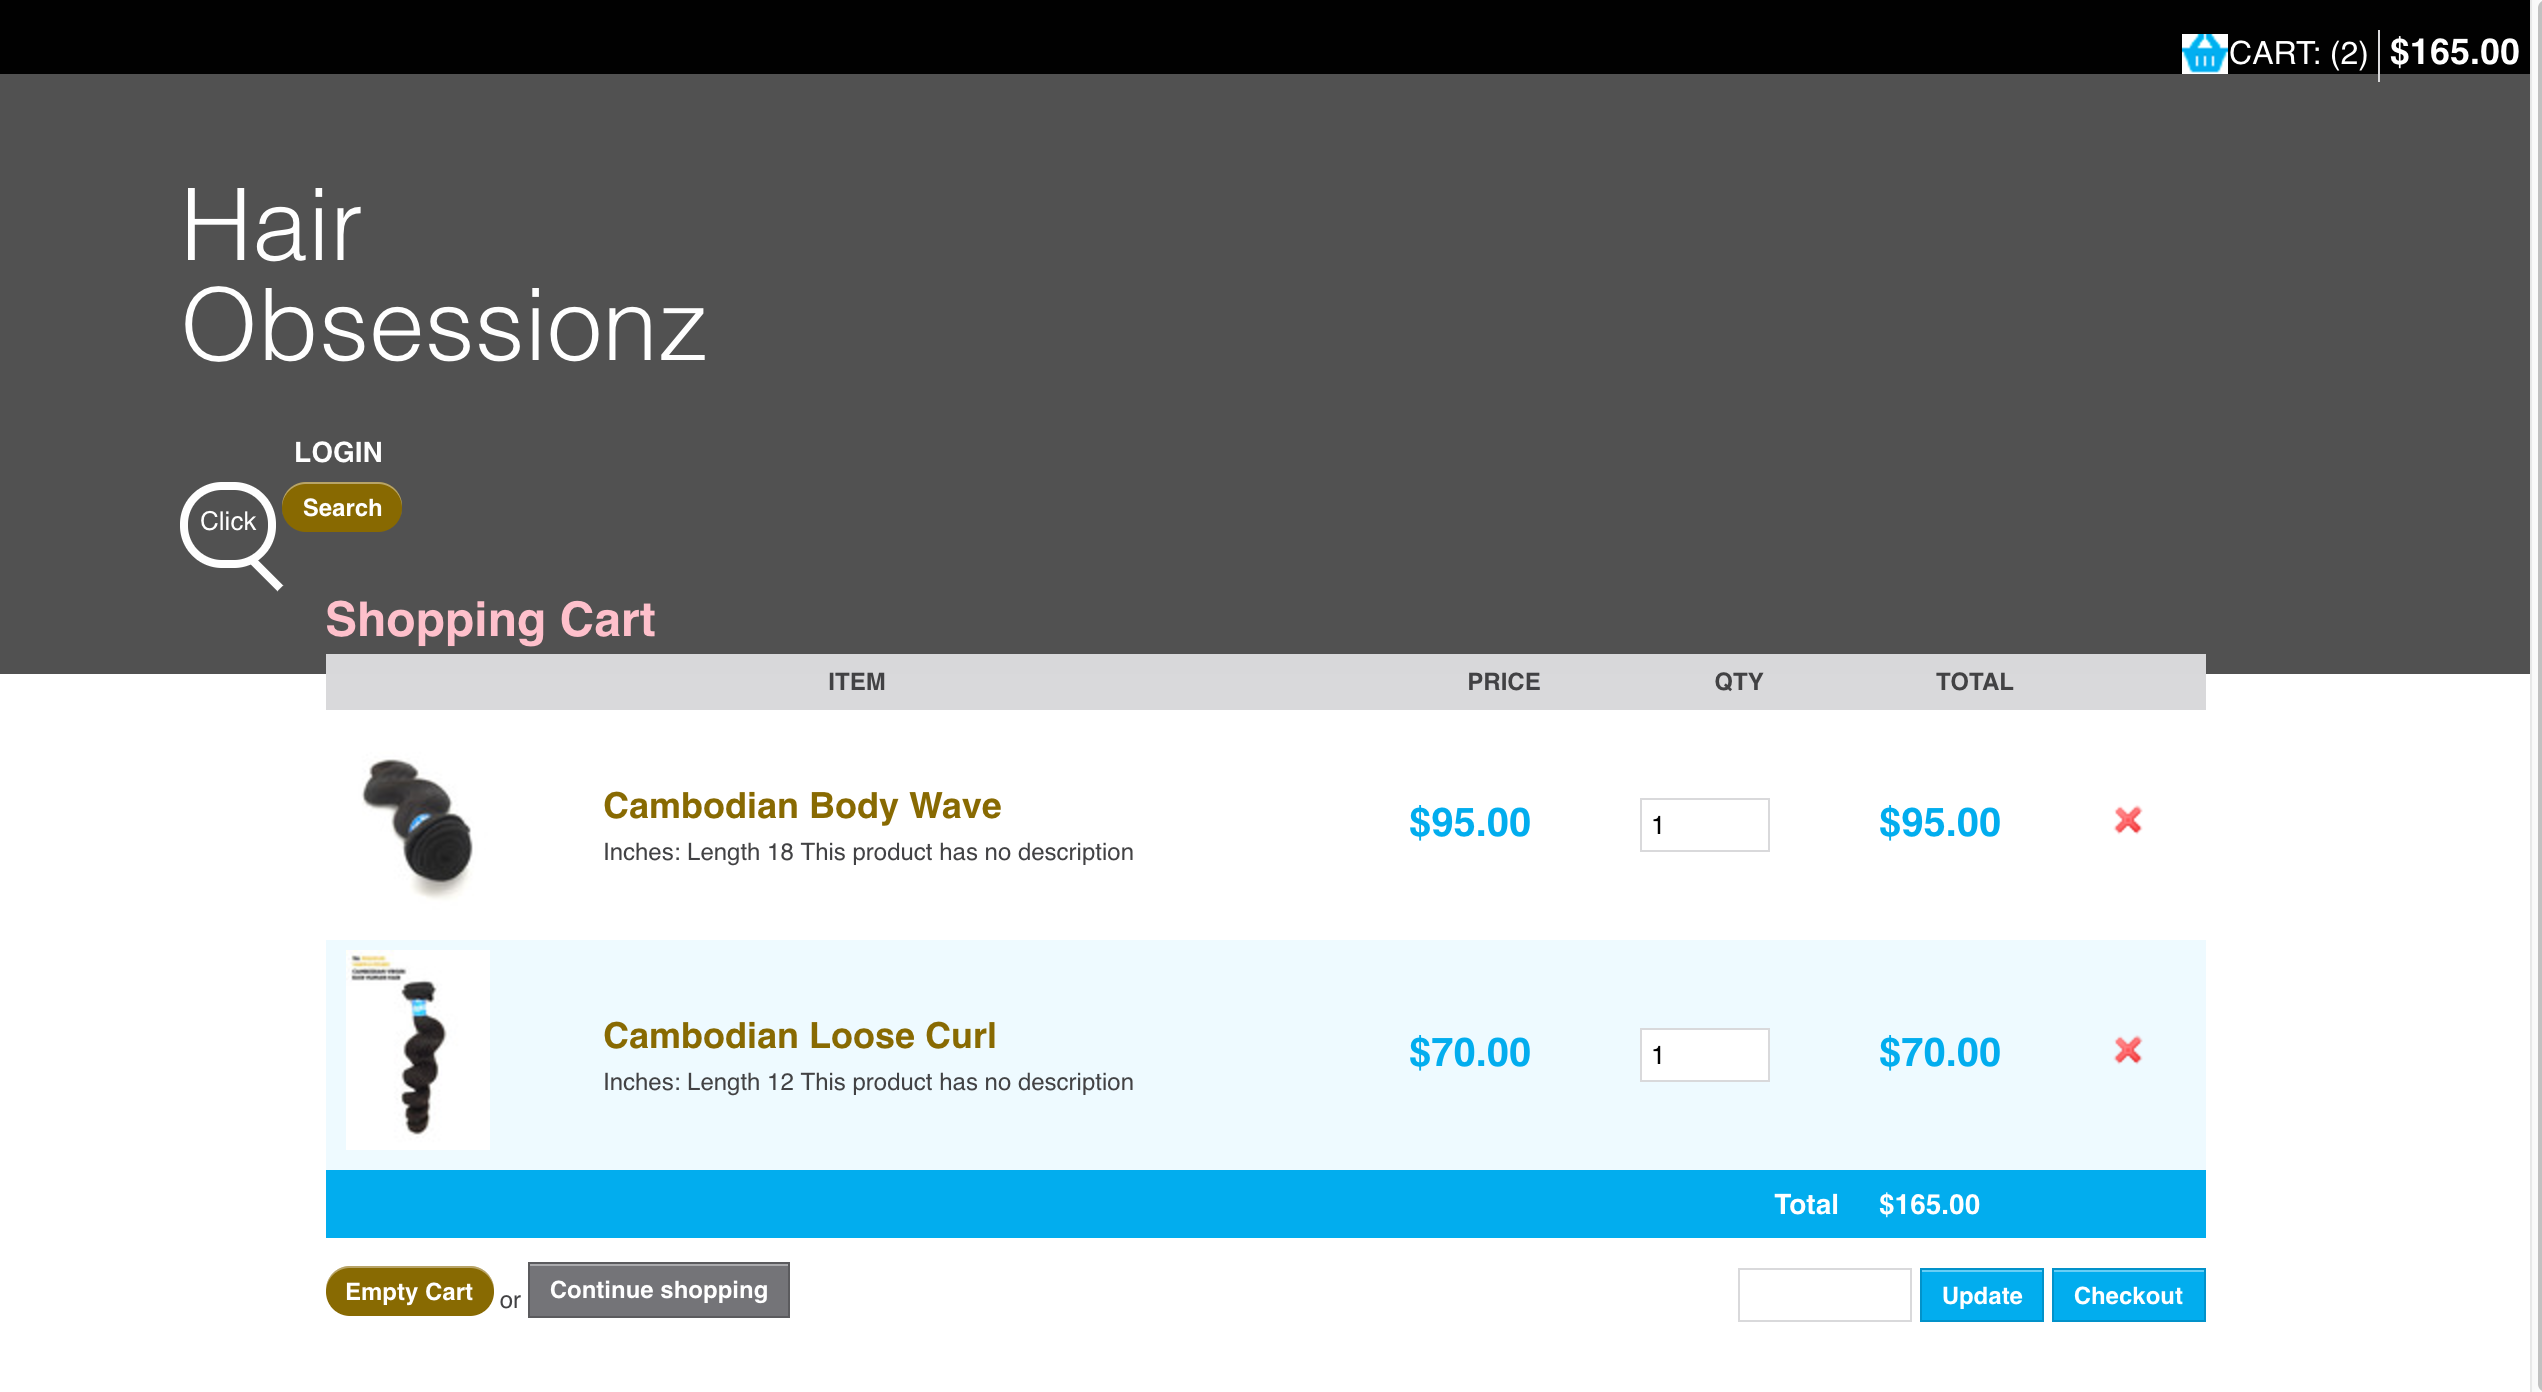 CART: (2) $165.00
Hair
Obsessionz
LOGIN
Click
Search
Shopping Cart
ITEM PRICE QTY TOTAL
Cambodian Body Wave
Inches: Length 18 This product has no description
$95.00 1 $95.00
Cambodian Loose Curl
Inches: Length 12 This product has no description
$70.00 1 $70.00
Total $165.00
Empty Cart or Continue shopping
Update Checkout